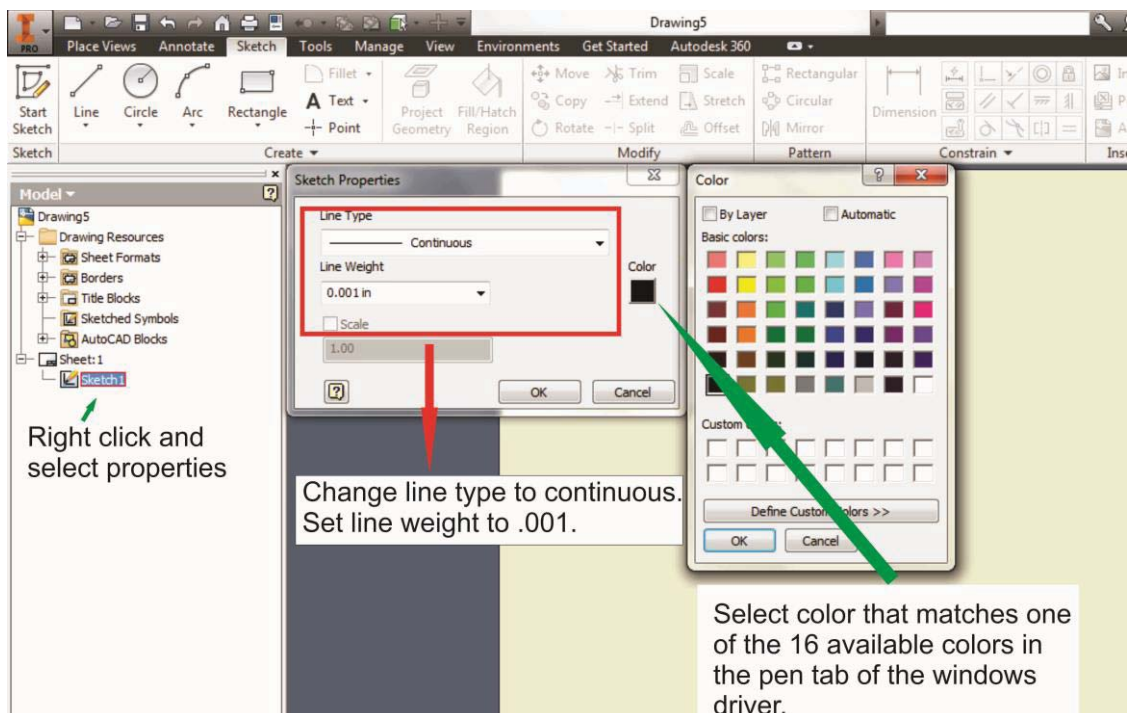 Drawing5
PRO Place Views Annotate Sketch Tools Manage View Environments Get Started Autodesk 360
Start Sketch
Line
Circle
Arc
Rectangle
Fillet
A Text
Point
Project Geometry
Fill/Hatch Region
Move Trim Scale
Copy Extend Stretch
Rotate Split Offset
Rectangular
Circular
Mirror
Dimension
Sketch Create Modify Pattern Constrain
Model
Drawing5
Drawing Resources
Sheet Formats
Borders
Title Blocks
Sketched Symbols
AutoCAD Blocks
Sheet:1
Sketch1
Right click and
select properties
Sketch Properties
Line Type
Continuous
Line Weight
0.001 in
Color
Scale
1.00
OK Cancel
Change line type to continuous.
Set line weight to .001.
Color
By Layer Automatic
Basic colors:
Custom
Define Custom >>
OK Cancel
Select color that matches one
of the 16 available colors in
the pen tab of the windows
driver.